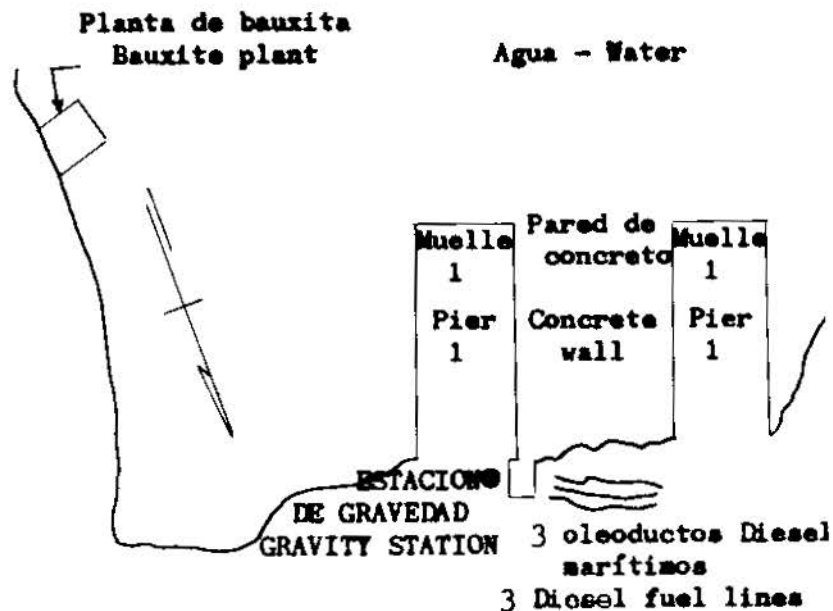 Planta de bauxita
Bauxite plant
Agua - Water
Muelle
1
Pier
1
Pared de
concreto
Concrete
wall
Muelle
1
Pier
1
ESTACION
DE GRAVEDAD
GRAVITY STATION
3 oleoductos Diesel
marítimos
3 Diesel fuel lines